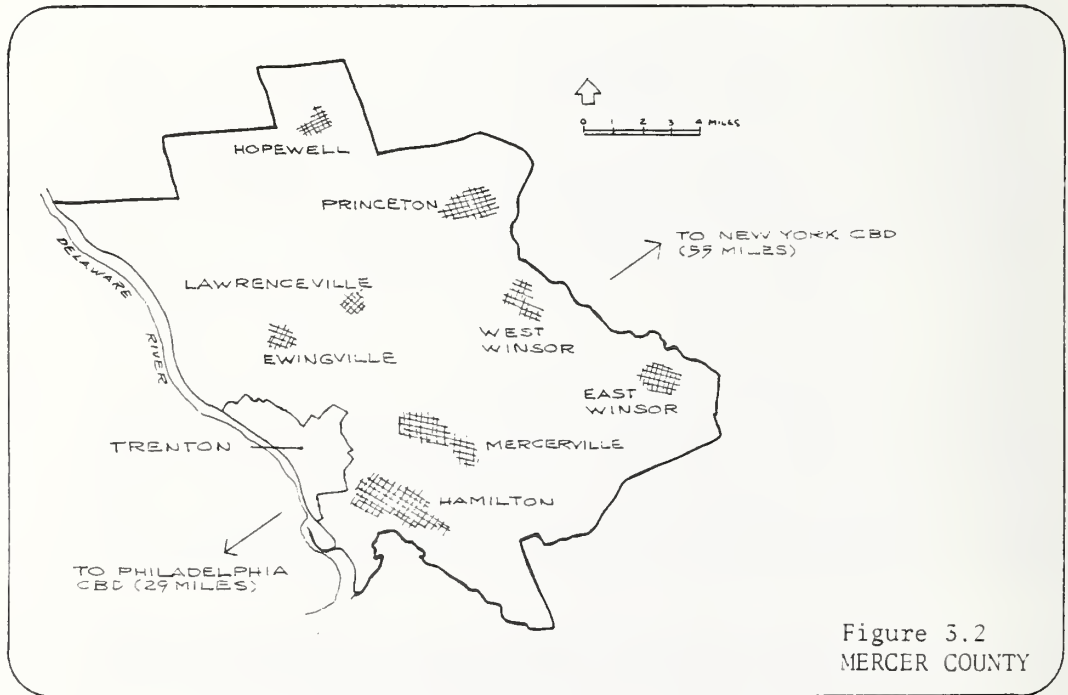 0 1 2 3 4 MILES
HOPEWELL
PRINCETON
TO NEW YORK CBD
(55 MILES)
DELAWARE
RIVER
LAWRENCEVILLE
WEST
WINSOR
EWINGVILLE
EAST
WINSOR
TRENTON
MERCERVILLE
HAMILTON
TO PHILADELPHIA
CBD (29 MILES)
Figure 3.2
MERCER COUNTY